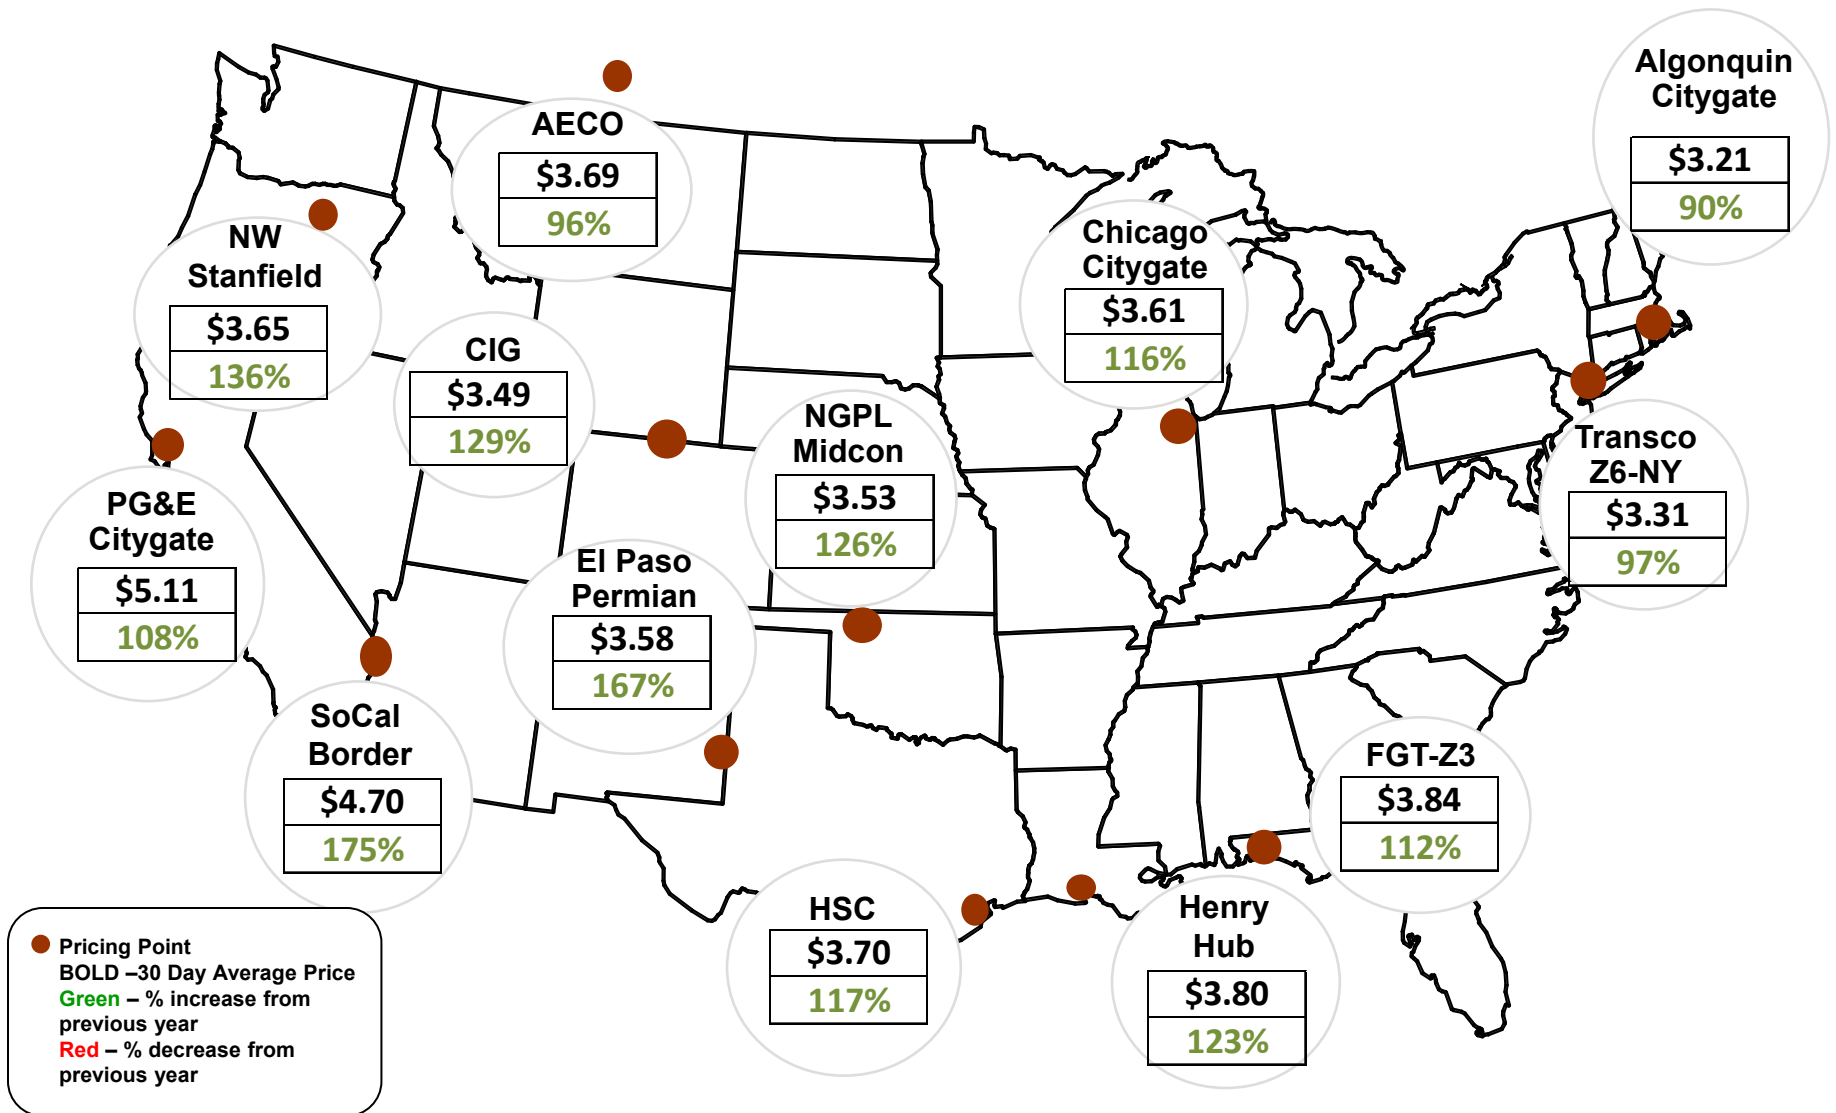 Algonquin
Citygate
$3.21
90%
AECO
$3.69
96%
NW
Stanfield
$3.65
136%
Chicago
Citygate
$3.61
116%
CIG
$3.49
129%
NGPL
Midcon
$3.53
126%
Transco
Z6-NY
$3.31
97%
PG&E
Citygate
$5.11
108%
El Paso
Permian
$3.58
167%
SoCal
Border
$4.70
175%
FGT-Z3
$3.84
112%
HSC
$3.70
117%
Henry
Hub
$3.80
123%
Pricing Point
BOLD –30 Day Average Price
Green – % increase from
previous year
Red – % decrease from
previous year